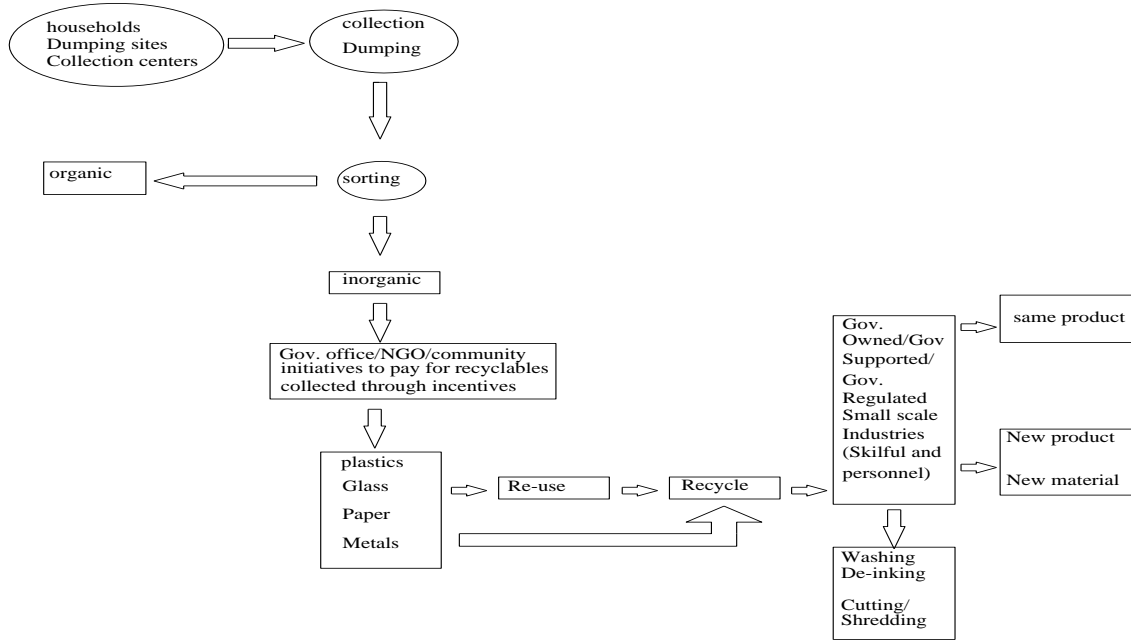 households
Dumping sites
Collection centers
collection
Dumping
organic
sorting
inorganic
Gov. office/NGO/community
initiatives to pay for recyclables
collected through incentives
plastics
Glass
Paper
Metals
Re-use
Recycle
Gov.
Owned/Gov
Supported/
Gov.
Regulated
Small scale
Industries
(Skilful and
personnel)
same product
New product
New material
Washing
De-inking
Cutting/
Shredding